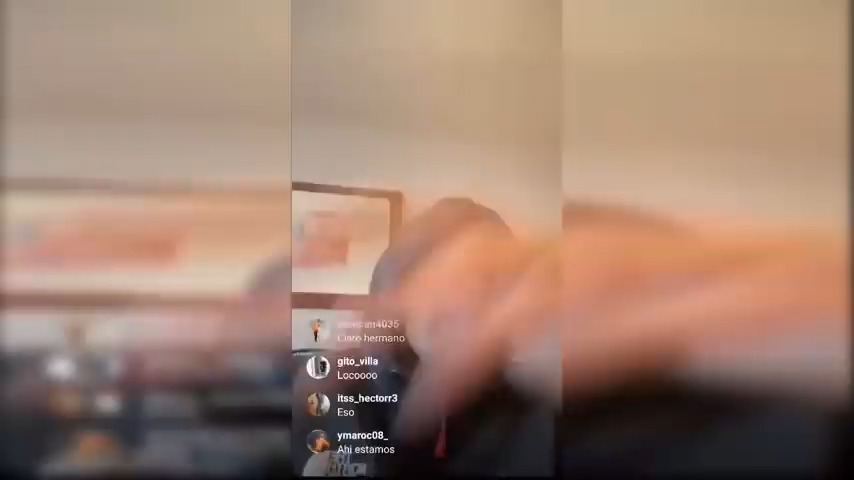 Claro hermano
gito_villa
Locoooo
itss_hectorr3
Eso
ymaroc08_
Ahi estamos